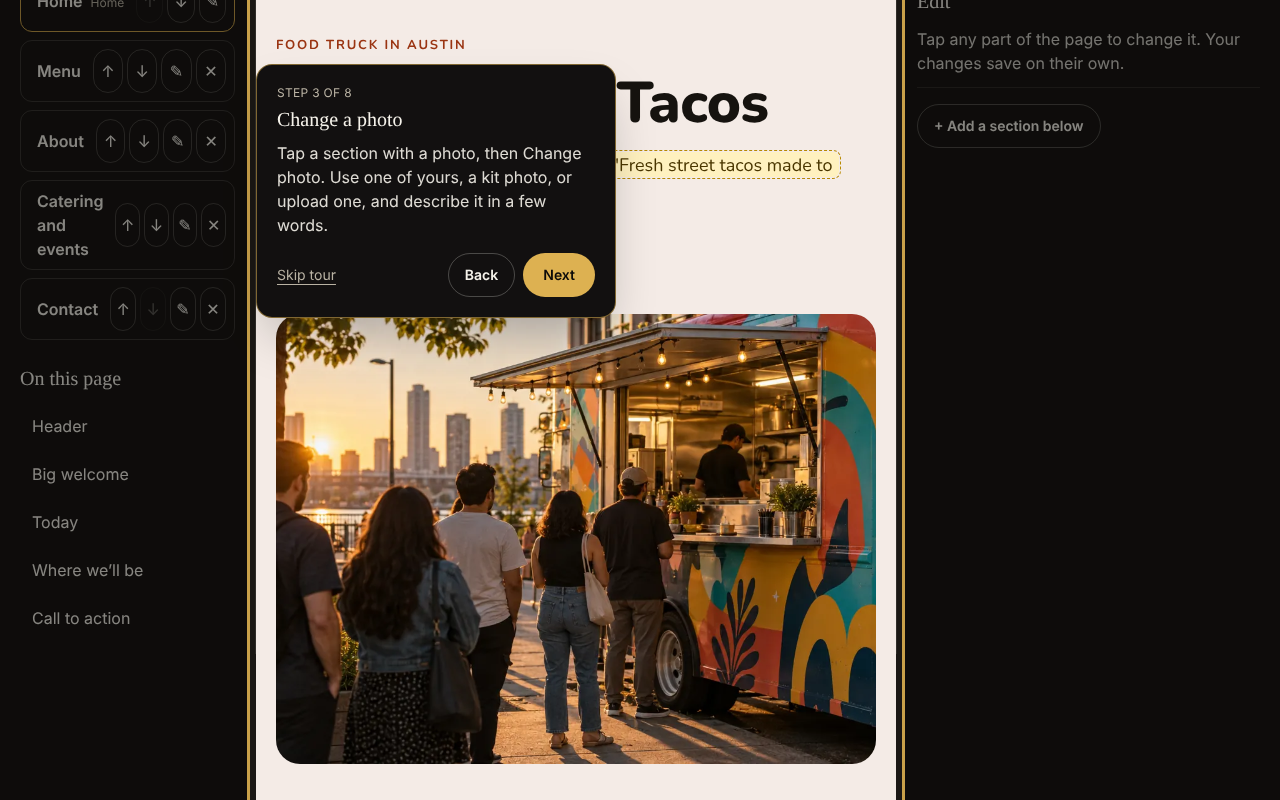 Home Home ↑ ↓ ✎
Menu ↑ ↓ ✎ ✕
About ↑ ↓ ✎ ✕
Catering
and
events
↑ ↓ ✎ ✕
Contact ↑ ↓ ✎ ✕
On this page
Header
Big welcome
Today
Where we’ll be
Call to action
FOOD TRUCK IN AUSTIN
Tacos
"Fresh street tacos made to
STEP 3 OF 8
Change a photo
Tap a section with a photo, then Change
photo. Use one of yours, a kit photo, or
upload one, and describe it in a few
words.
Skip tour
Back
Next
Edit
Tap any part of the page to change it. Your
changes save on their own.
+ Add a section below